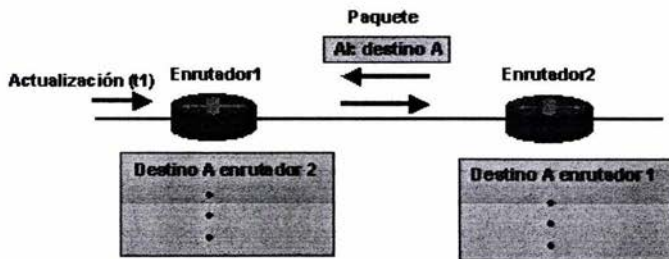 Paquete
Al: destino A
Actualización (t1)
Enrutador1
Enrutador2
Destino A enrutador 2
Destino A enrutador 1